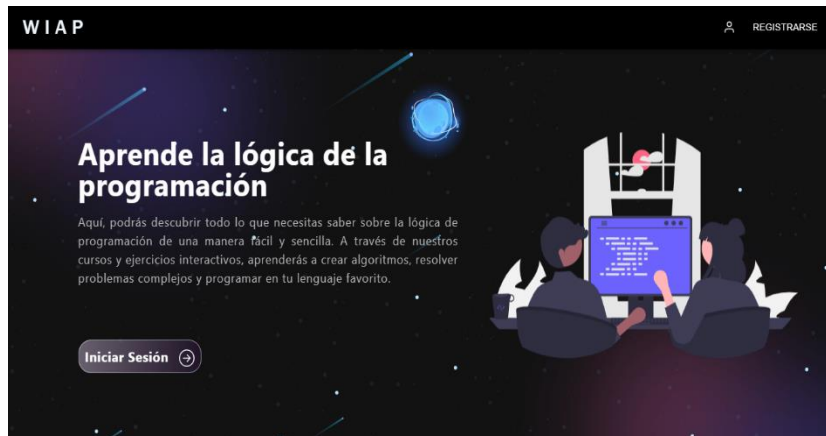 WIAP
REGISTRARSE
Aprende la lógica de la
programación
Aquí, podrás descubrir todo lo que necesitas saber sobre la lógica de
programación de una manera fácil y sencilla. A través de nuestros
cursos y ejercicios interactivos, aprenderás a crear algoritmos, resolver
problemas complejos y programar en tu lenguaje favorito.
Iniciar Sesión